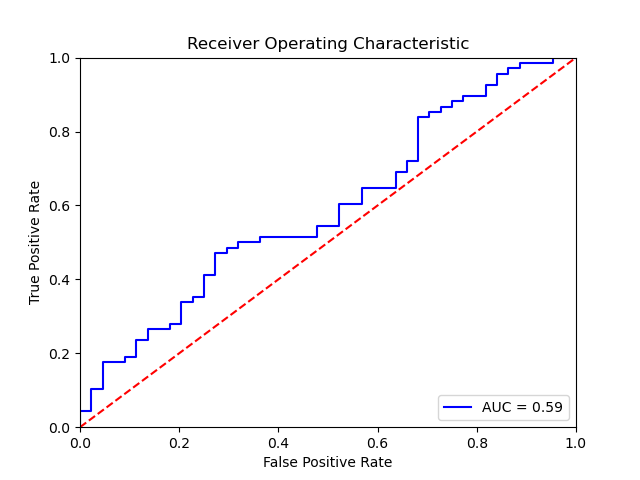 Receiver Operating Characteristic
1.0
0.8
0.6
0.4
0.2
0.0
True Positive Rate
AUC = 0.59
0.0 0.2 0.4 0.6 0.8 1.0
False Positive Rate